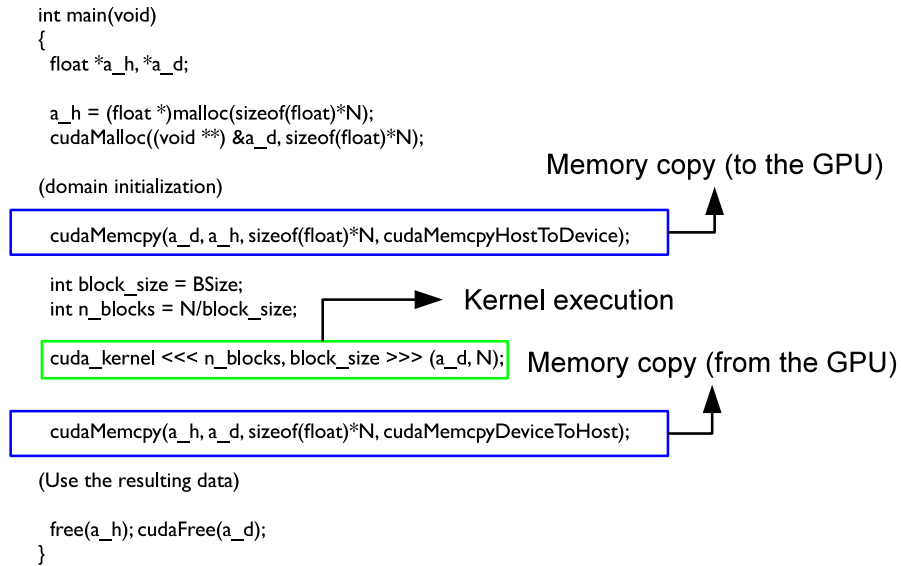 int main(void)
{
float *a_h, *a_d;
a_h = (float *)malloc(sizeof(float)*N);
cudaMalloc((void **) &a_d, sizeof(float)*N);
Memory copy (to the GPU)
(domain initialization)
cudaMemcpy(a_d, a_h, sizeof(float)*N, cudaMemcpyHostToDevice);
int block_size = BSize;
int n_blocks = N/block_size;
Kernel execution
cuda_kernel <<< n_blocks, block_size >>> (a_d, N);
Memory copy (from the GPU)
cudaMemcpy(a_h, a_d, sizeof(float)*N, cudaMemcpyDeviceToHost);
(Use the resulting data)
free(a_h); cudaFree(a_d);
}